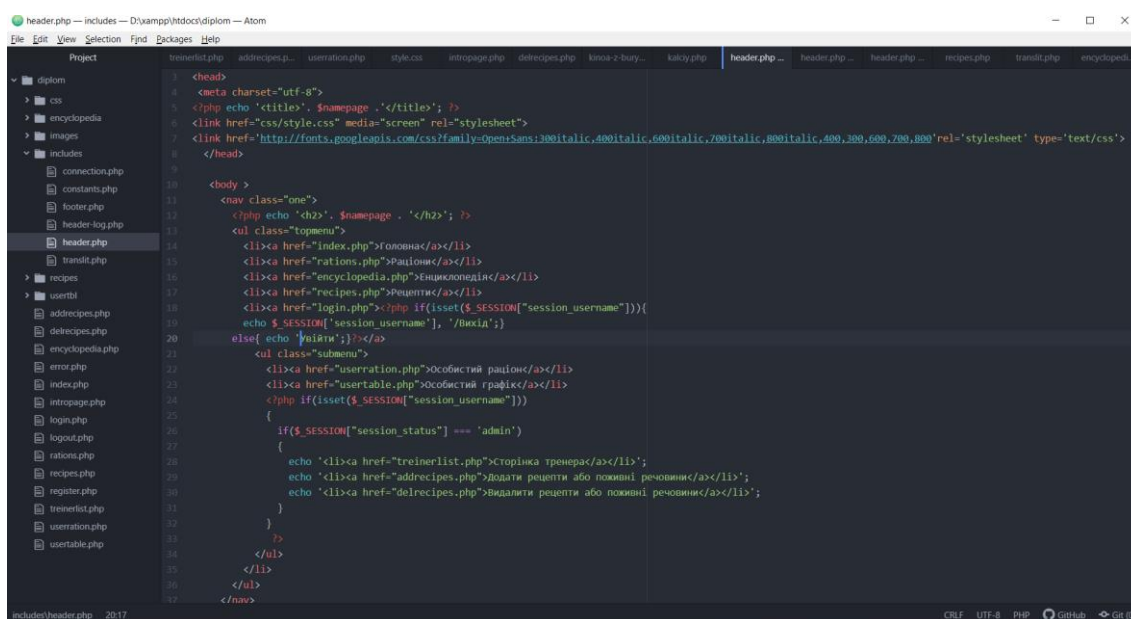 header.php — includes — D:\xampp\htdocs\diplom — Atom
File Edit View Selection Find Packages Help
Project
treinerlist.php addrecipes.p... userration.php style.css intropage.php delrecipes.php kinoa-z-bury... kalciy.php header.php ... header.php ... header.php ... recipes.php translit.php encyclopedi.
diplom
css
encyclopedia
images
includes
connection.php
constants.php
footer.php
header-log.php
header.php
translit.php
recipes
usertbl
addrecipes.php
delrecipes.php
encyclopedia.php
error.php
index.php
intropage.php
login.php
logout.php
rations.php
recipes.php
register.php
treinerlist.php
userration.php
usertable.php
3 <head>
4 <meta charset="utf-8">
5 <?php echo '<title>'. $namepage .'</title>'; ?>
6 <link href="css/style.css" media="screen" rel="stylesheet">
7 <link href='http://fonts.googleapis.com/css?family=Open+Sans:300italic,400italic,600italic,700italic,800italic,400,300,600,700,800'rel='stylesheet' type='text/css'>
8 </head>
9
10 <body >
11 <nav class="one">
12 <?php echo '<h2>'. $namepage . '</h2>'; ?>
13 <ul class="topmenu">
14 <li><a href="index.php">Головна</a></li>
15 <li><a href="rations.php">Раціони</a></li>
16 <li><a href="encyclopedia.php">Енциклопедія</a></li>
17 <li><a href="recipes.php">Рецепти</a></li>
18 <li><a href="login.php"><?php if(isset($_SESSION["session_username"])){
19 echo $_SESSION['session_username'], '/Вихід';}
20 else{ echo 'Увійти';}?></a>
21 <ul class="submenu">
22 <li><a href="userration.php">Особистий раціон</a></li>
23 <li><a href="usertable.php">Особистий графік</a></li>
24 <?php if(isset($_SESSION["session_username"]))
25 {
26 if($_SESSION["session_status"] === 'admin')
27 {
28 echo '<li><a href="treinerlist.php">Сторінка тренера</a></li>';
29 echo '<li><a href="addrecipes.php">Додати рецепти або поживні речовини</a></li>';
30 echo '<li><a href="delrecipes.php">Видалити рецепти або поживні речовини</a></li>';
31 }
32 }
33 ?>
34 </ul>
35 </li>
36 </ul>
37 </nav>
includes\header.php 20:17
CRLF UTF-8 PHP GitHub Git (